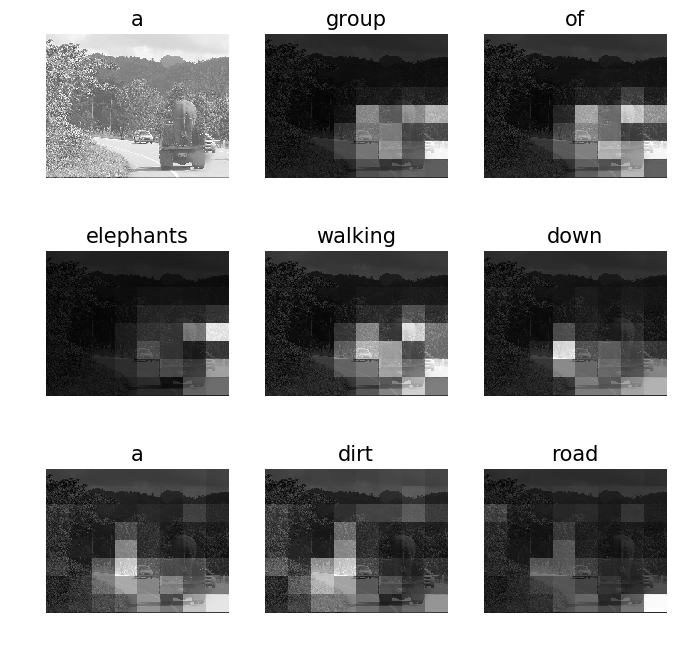 a group of
elephants walking down
a dirt road